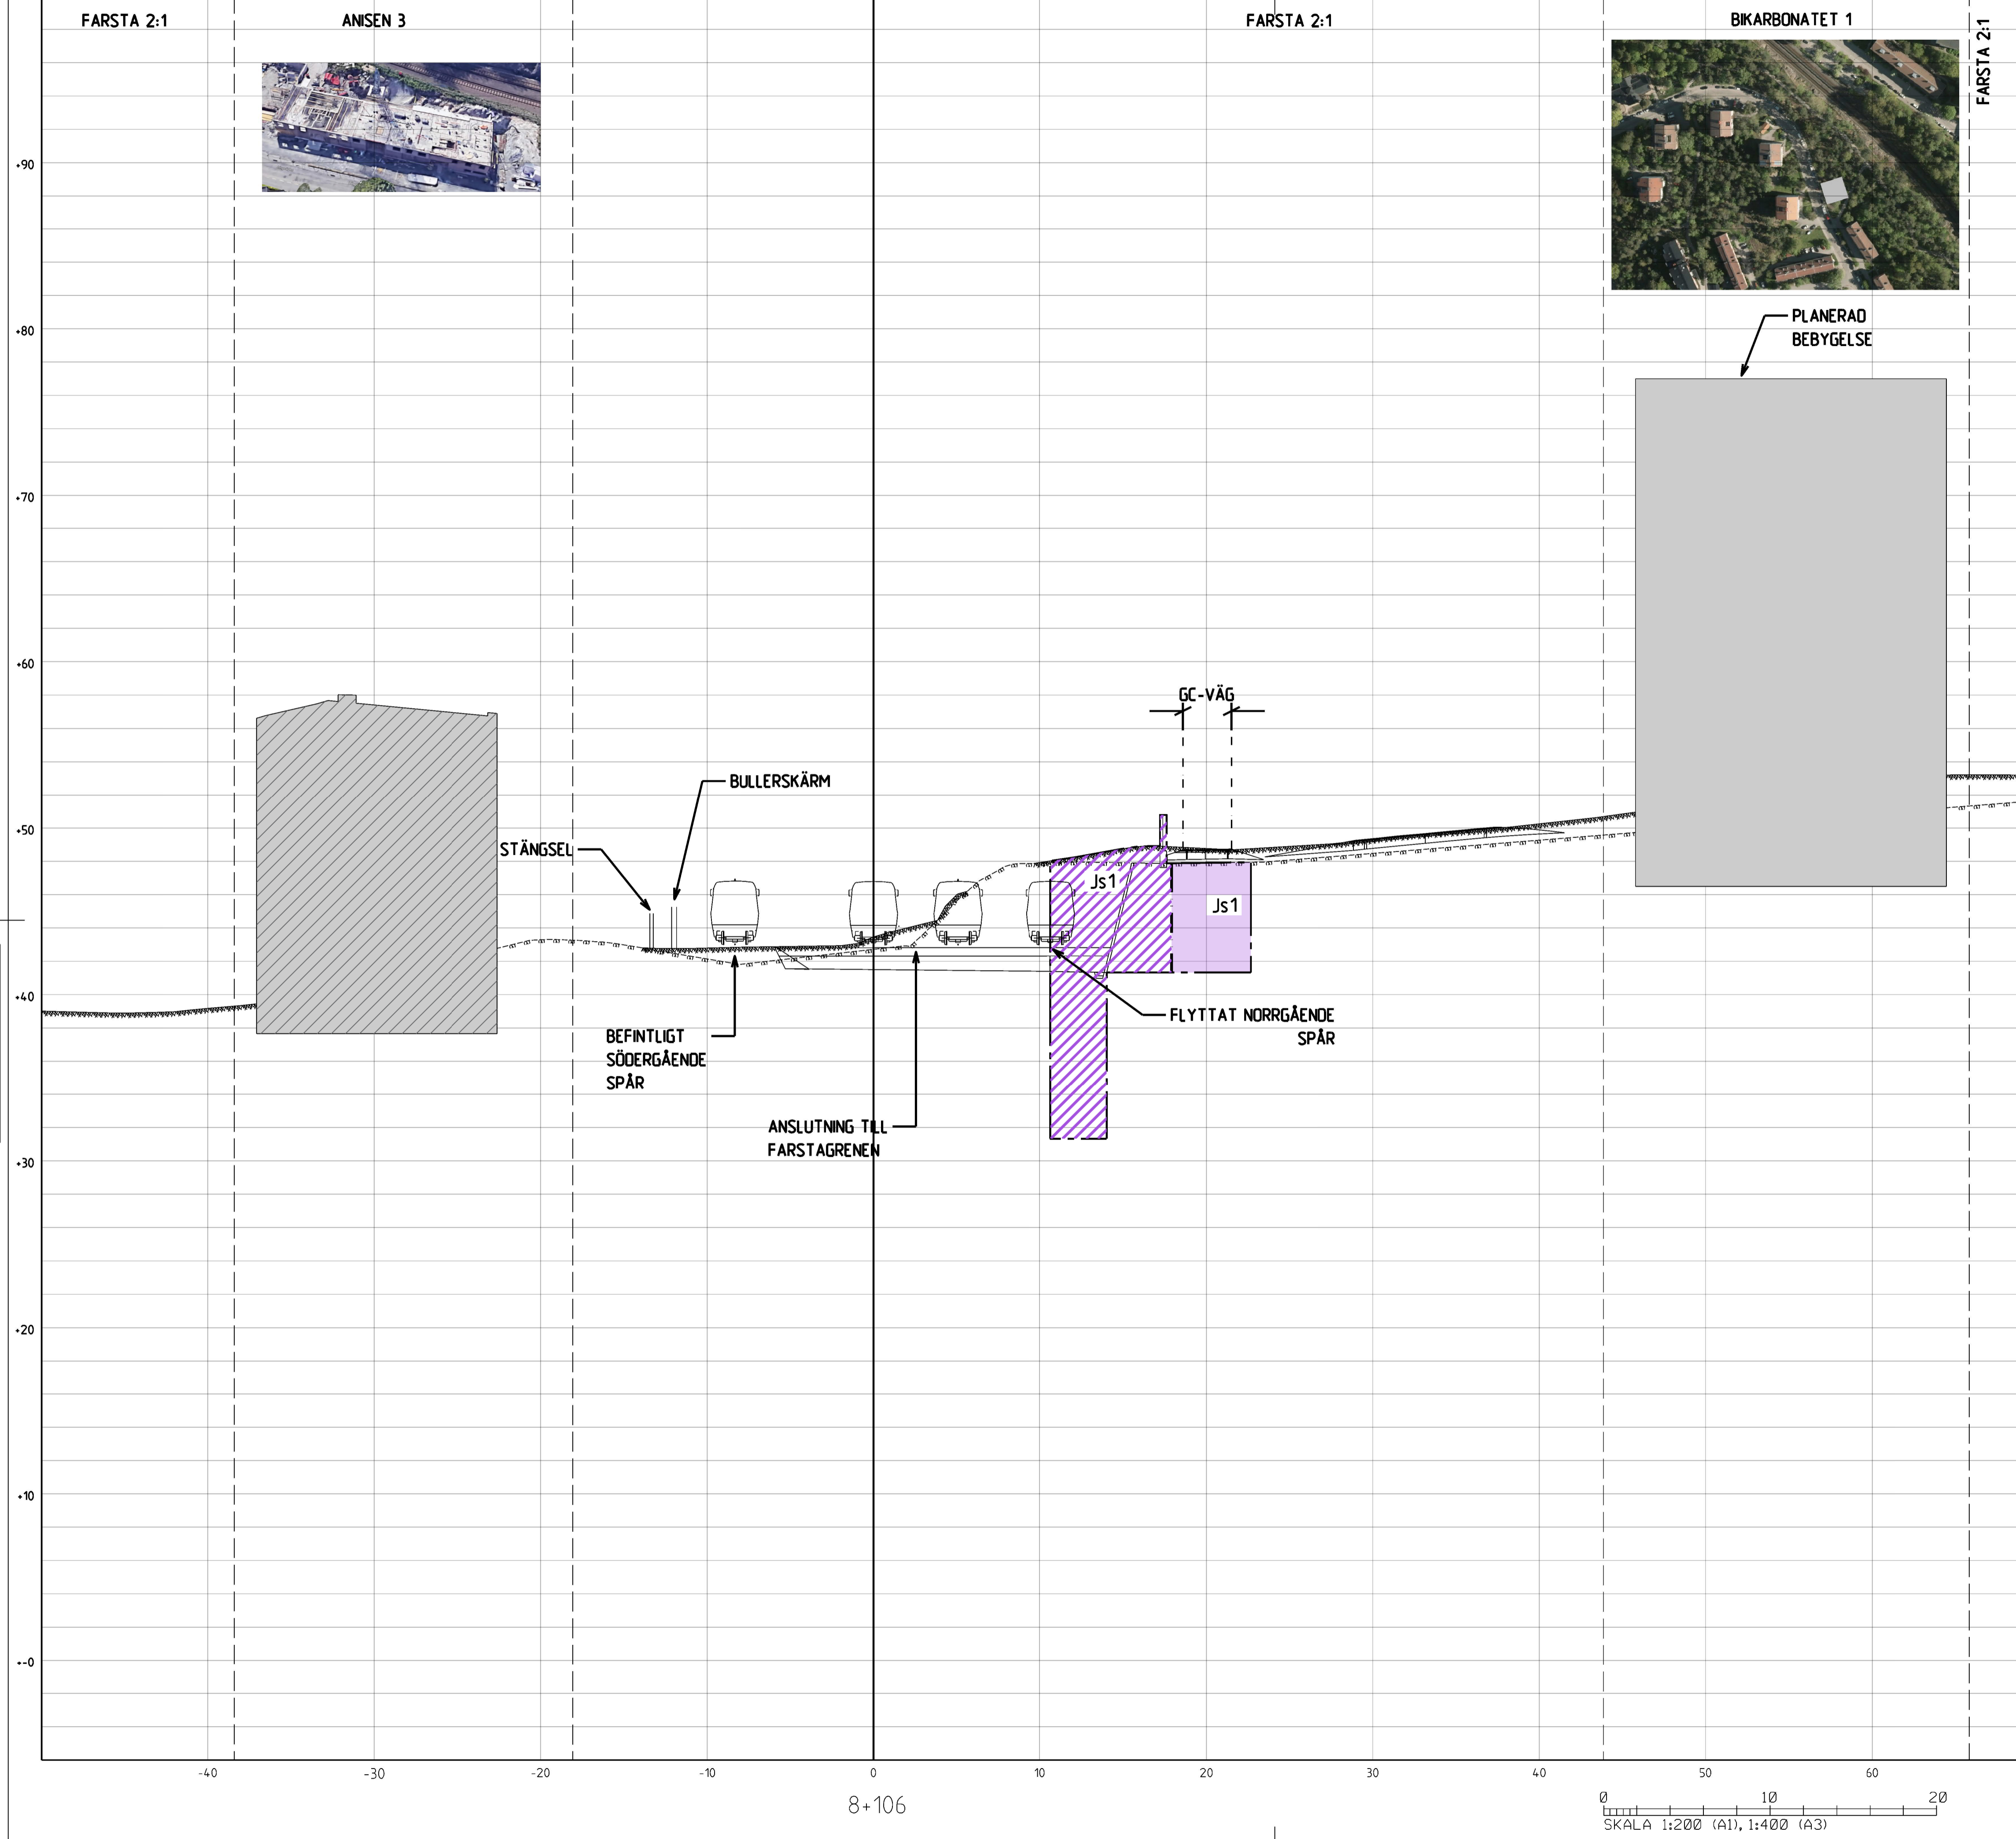 FARSTA 2:1
ANISEN 3
FARSTA 2:1
BIKARBONATET 1
FARSTA 2:1
PLANERAD
BEBYGELSE
+90
+80
+70
+60
+50
+40
+30
+20
+10
+-0
GC-VÄG
BULLERSKÄRM
STÄNGSEL
Js1
Js1
FLYTTAT NORRGÅENDE
SPÅR
BEFINTLIGT
SÖDERGÅENDE
SPÅR
ANSLUTNING TILL
FARSTAGRENEN
-40
-30
-20
-10
0
10
20
30
40
50
60
8+106
0 10 20
SKALA 1:200 (A1), 1:400 (A3)